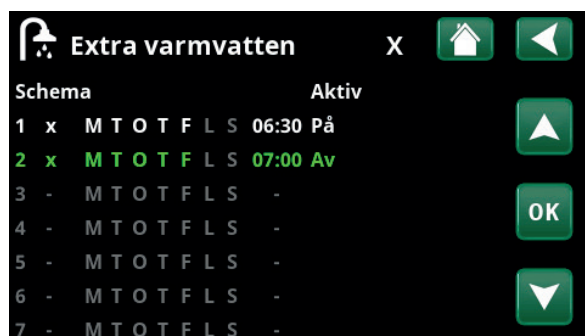 Extra varmvatten X
Schema Aktiv
1 x M T O T F L S 06:30 På
2 x M T O T F L S 07:00 Av
3 - M T O T F L S -
4 - M T O T F L S -
OK
5 - M T O T F L S -
6 - M T O T F L S -
7 - M T O T F L S